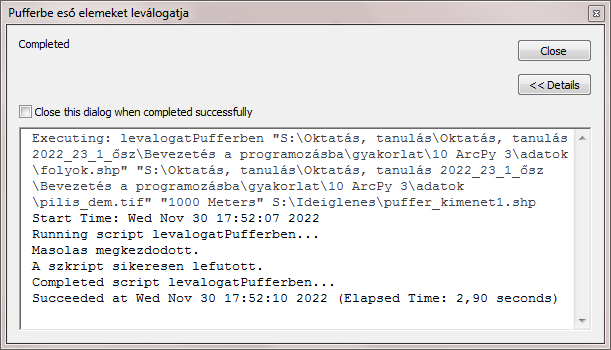 Pufferbe eső elemeket leválogatja
Completed
Close
<< Details
Close this dialog when completed successfully
Executing: levalogatPufferben "S:\Oktatás, tanulás\Oktatás, tanulás
2022_23_1_ősz\Bevezetés a programozásba\gyakorlat\10 ArcPy 3\adatok
\folyok.shp" "S:\Oktatás, tanulás\Oktatás, tanulás 2022_23_1_ősz
\Bevezetés a programozásba\gyakorlat\10 ArcPy 3\adatok
\pilis_dem.tif" "1000 Meters" S:\Ideiglenes\puffer_kimenet1.shp
Start Time: Wed Nov 30 17:52:07 2022
Running script levalogatPufferben...
Masolas megkezdodott.
A szkript sikeresen lefutott.
Completed script levalogatPufferben...
Succeeded at Wed Nov 30 17:52:10 2022 (Elapsed Time: 2,90 seconds)